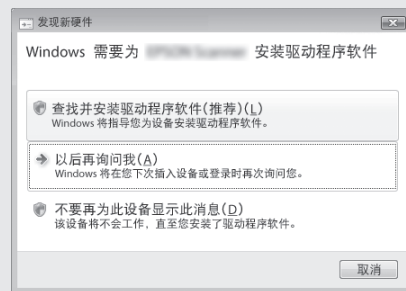 发现新硬件
Windows 需要为 安装驱动程序软件
查找并安装驱动程序软件(推荐)(L)
Windows 将指导您为设备安装驱动程序软件。
以后再询问我(A)
Windows 将在您下次插入设备或登录时再次询问您。
不要再为此设备显示此消息(D)
该设备将不会工作，直至您安装了驱动程序软件。
取消